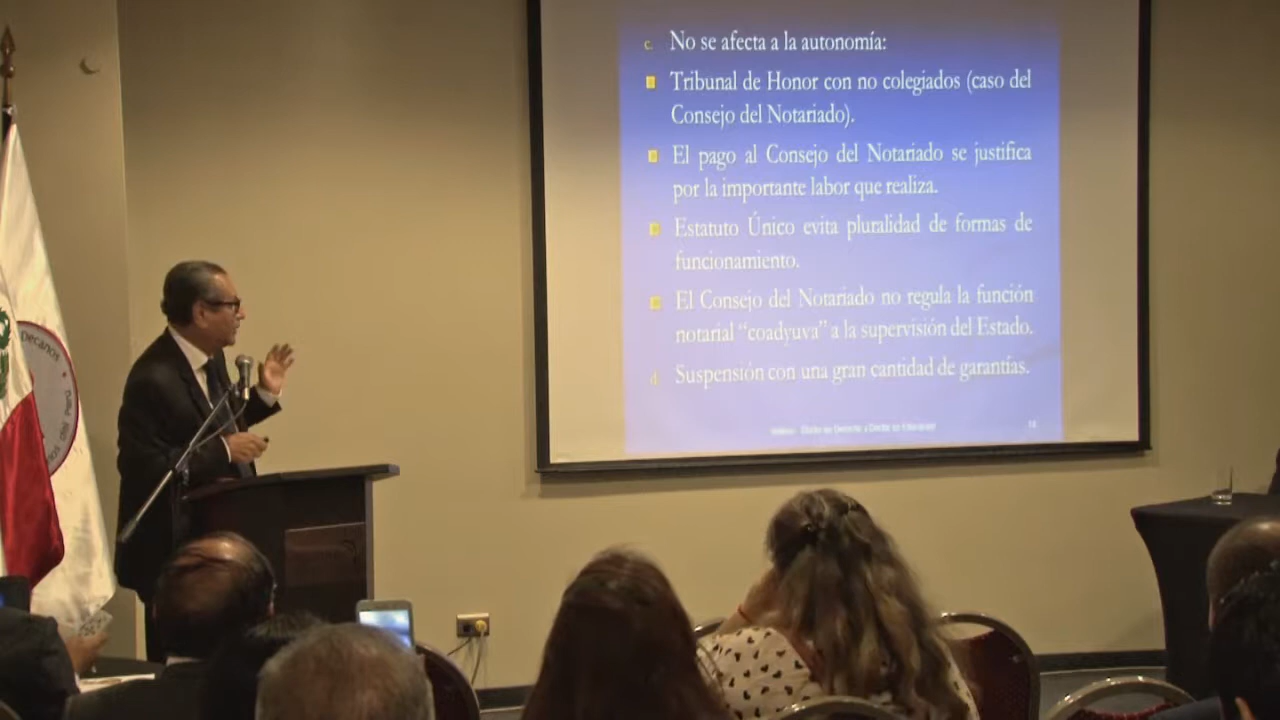 c. No se afecta a la autonomía:
Tribunal de Honor con no colegiados (caso del
Consejo del Notariado).
El pago al Consejo del Notariado se justifica
por la importante labor que realiza.
Estatuto Único evita pluralidad de formas de
funcionamiento.
El Consejo del Notariado no regula la función
notarial “coadyuva” a la supervisión del Estado.
d. Suspensión con una gran cantidad de garantías.
Decanos
del Perú